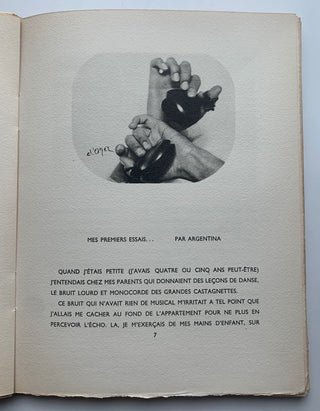 d'Ora
MES PREMIERS ESSAIS... PAR ARGENTINA
QUAND J'ÉTAIS PETITE (J'AVAIS QUATRE OU CINQ ANS PEUT-ÊTRE)
J'ENTENDAIS CHEZ MES PARENTS QUI DONNAIENT DES LEÇONS DE DANSE,
LE BRUIT LOURD ET MONOCORDE DES GRANDES CASTAGNETTES.
CE BRUIT QUI N'AVAIT RIEN DE MUSICAL M'IRRITAIT A TEL POINT QUE
J'ALLAIS ME CACHER AU FOND DE L'APPARTEMENT POUR NE PLUS EN
PERCEVOIR L'ÉCHO. LA, JE M'EXERÇAIS DE MES MAINS D'ENFANT, SUR
7